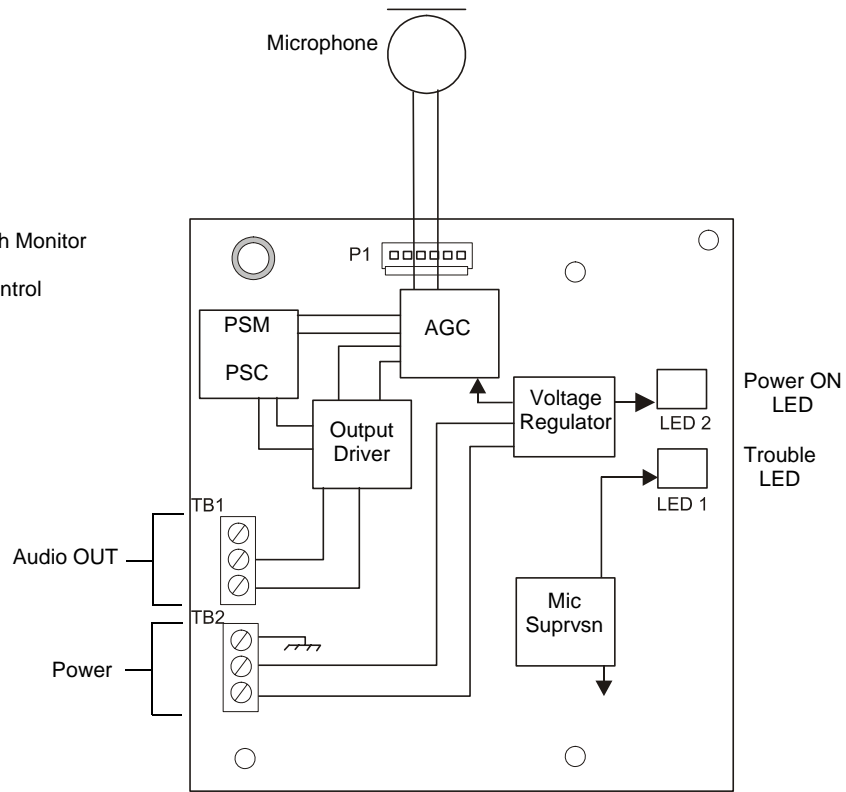 Microphone
h Monitor
ntrol
P1
PSM
PSC
AGC
Output
Driver
Voltage
Regulator
LED 2
Power ON
LED
LED 1
Trouble
LED
TB1
Audio OUT
TB2
Power
Mic
Suprvsn